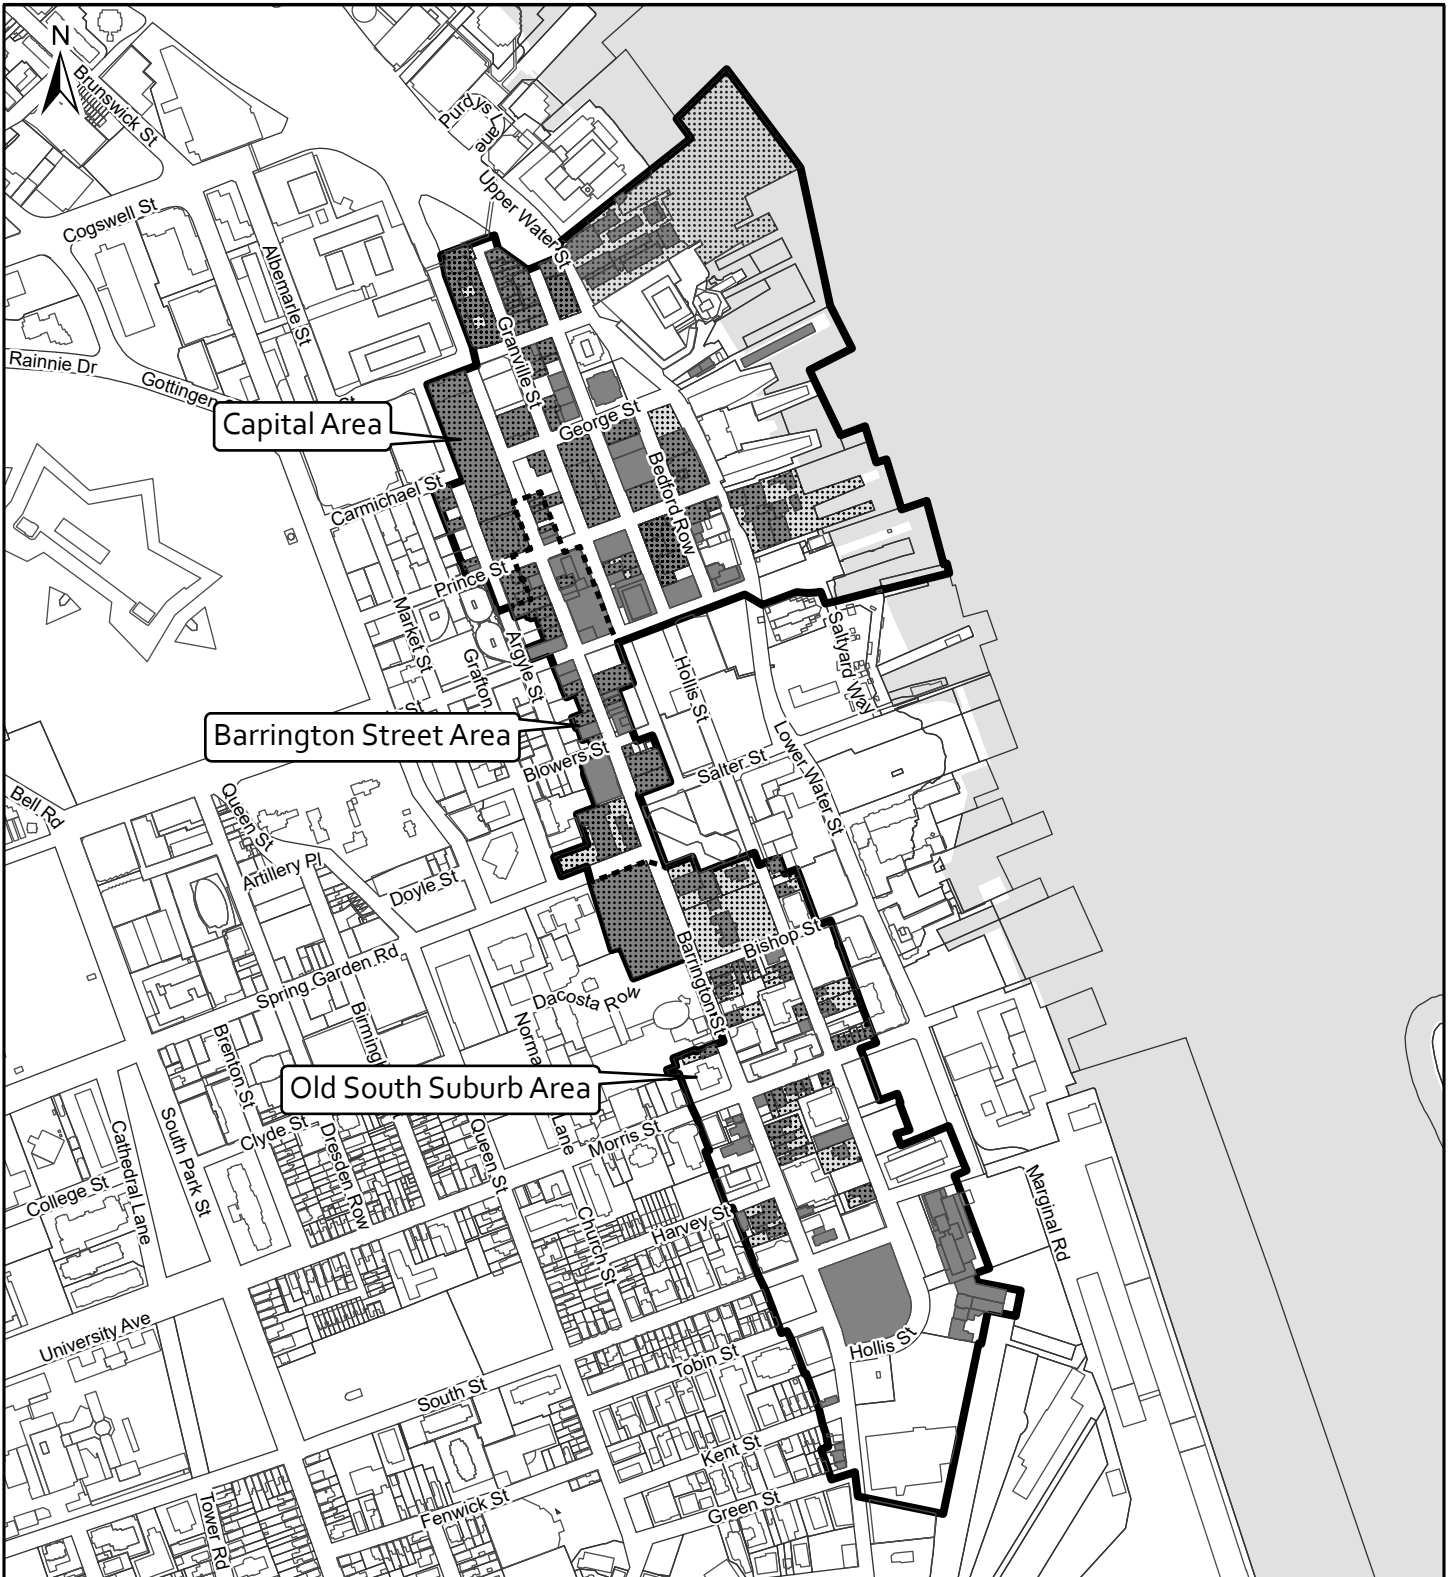 N
Brunswick St
Purdys Lane
Upper Water St
Cogswell St
Albemarle St
Rainnie Dr
Gottingen
St
Granville St
Capital Area
George St
Bedford Row
Carmichael St
Prince St
Market St
Grafton
Argyle St
Hollis St
Saltyard Way
St
Barrington Street Area
Blowers St
Salter St
Lower Water St
Bell Rd
Queen St
Artillery Pl
Doyle St
Barrington St
Bishop St
Spring Garden Rd
Dacosta Row
Brenton St
Birming
Norma
Lane
Old South Suburb Area
Clyde St
Dresden Row
Queen St
Morris St
Cathedral Lane
South Park St
College St
Church St
Harvey St
Marginal Rd
University Ave
Hollis St
Tobin St
South St
Kent St
Fenwick St
Green St
Tower Rd